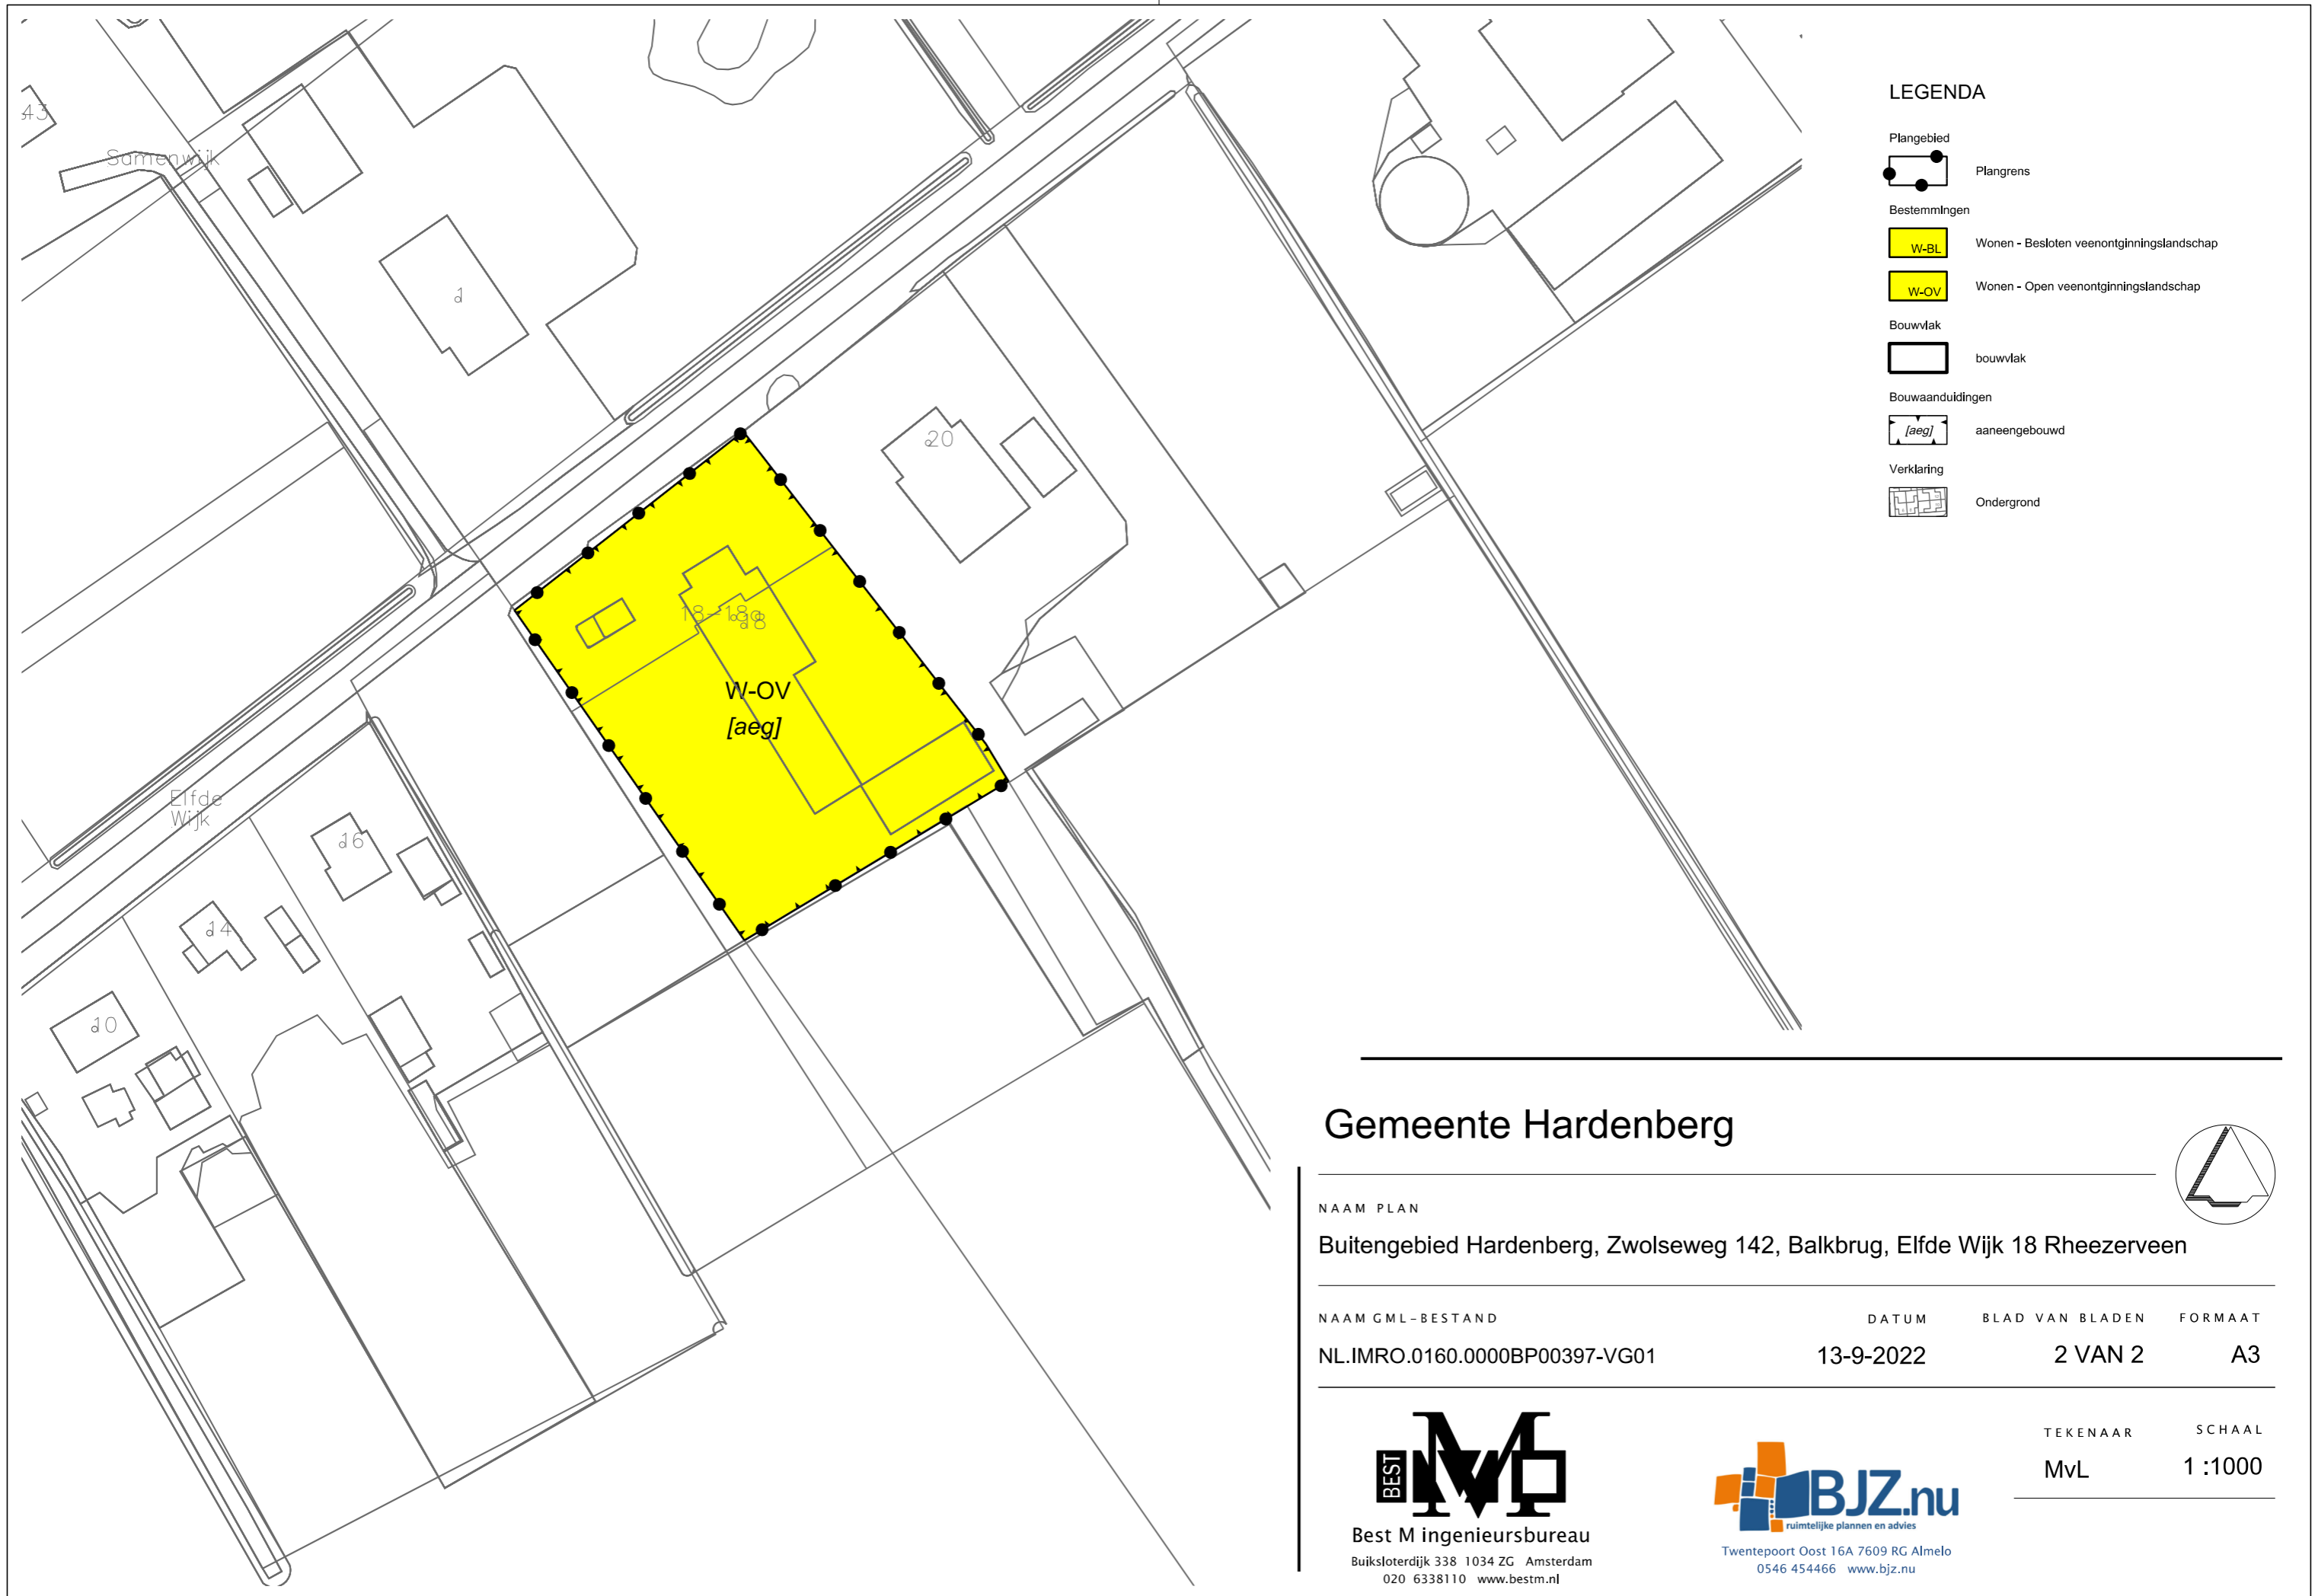 43
Samenwijk
1
20
18-18a
18
W-OV
[aeg]
Elfde
Wijk
16
14
10
LEGENDA
Plangebied
Plangrens
Bestemmingen
W-BL Wonen - Besloten veenontginningslandschap
W-OV Wonen - Open veenontginningslandschap
Bouwvlak
bouwvlak
Bouwaanduidingen
[aeg] aaneengebouwd
Verklaring
Ondergrond
Gemeente Hardenberg
NAAM PLAN
Buitengebied Hardenberg, Zwolseweg 142, Balkbrug, Elfde Wijk 18 Rheezerveen
NAAM GML-BESTAND DATUM BLAD VAN BLADEN FORMAAT
NL.IMRO.0160.0000BP00397-VG01 13-9-2022 2 VAN 2 A3
TEKENAAR SCHAAL
MvL 1 :1000
BEST M
Best M ingenieursbureau
Buiksloterdijk 338 1034 ZG Amsterdam
020 6338110 www.bestm.nl
BJZ.nu
ruimtelijke plannen en advies
Twentepoort Oost 16A 7609 RG Almelo
0546 454466 www.bjz.nu